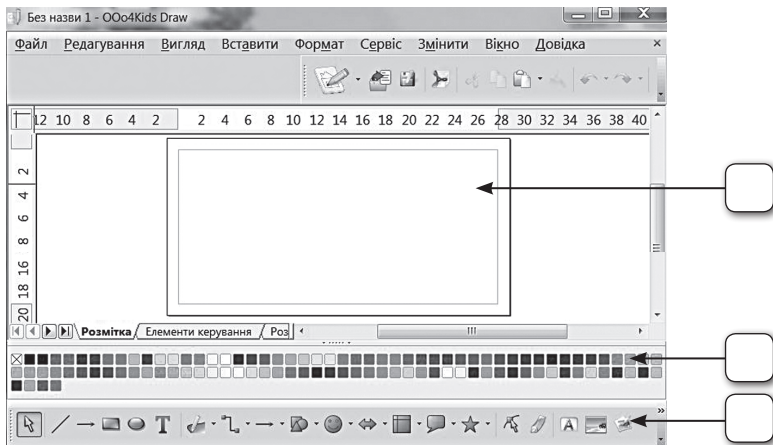 Без назви 1 - OOo4Kids Draw
Файл Редагування Вигляд Вставити Формат Сервіс Змінити Вікно Довідка ×
12 10 8 6 4 2 2 4 6 8 10 12 14 16 18 20 22 24 26 28 30 32 34 36 38 40
2
4
6
8
16
18
20
Розмітка Елементи керування Роз
T A